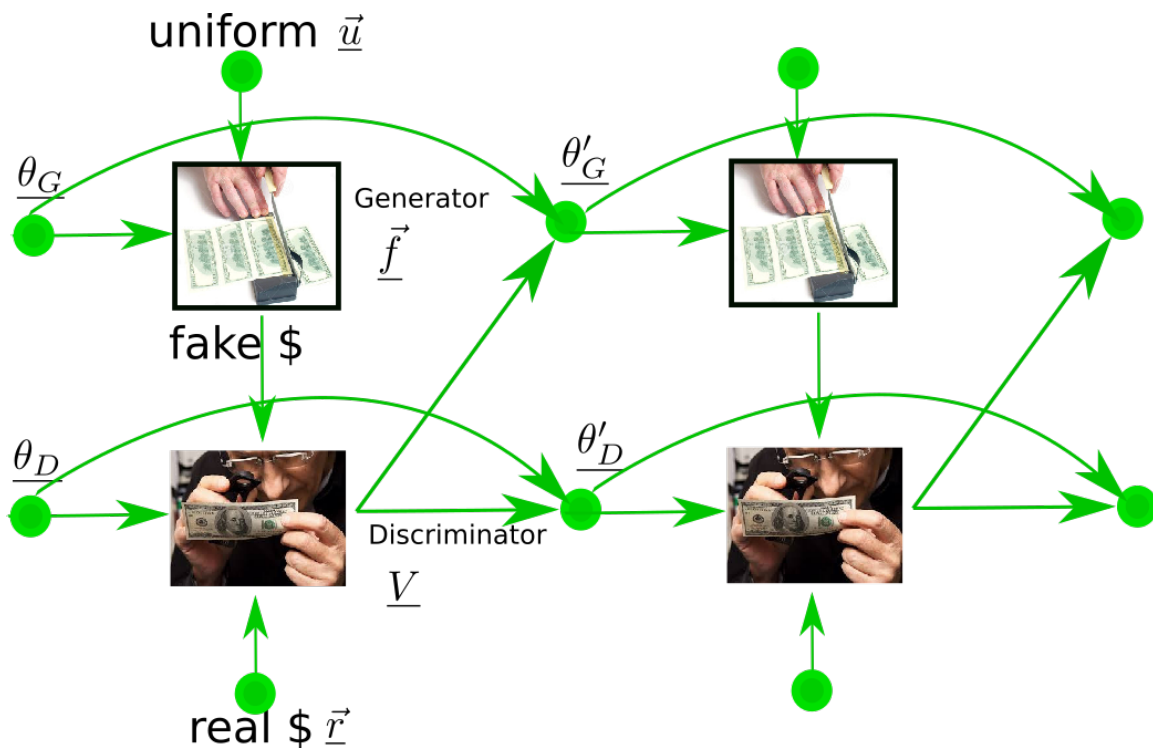 uniform u⃗
θ_G
θ′_G
Generator
f⃗
fake $
θ_D
θ′_D
Discriminator
V
real $ r⃗